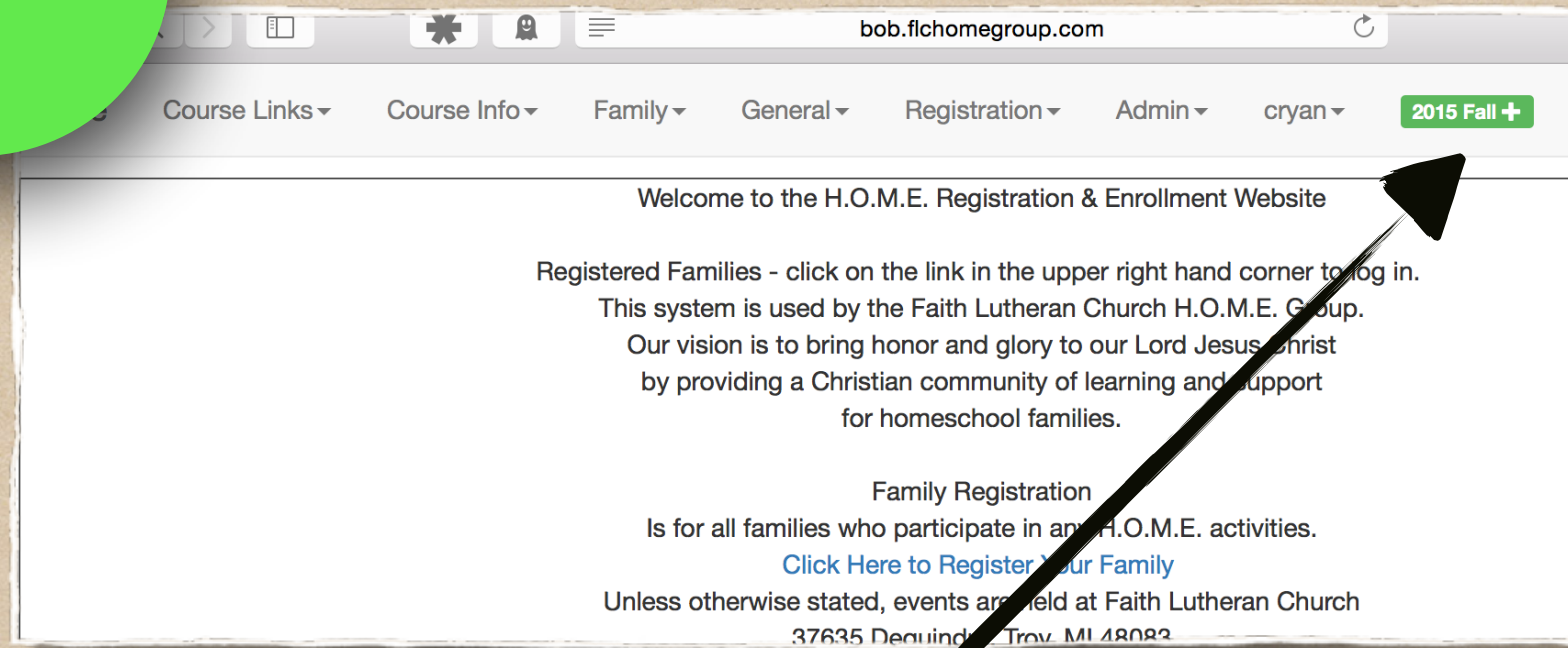 bob.flchomegroup.com
Course Links Course Info Family General Registration Admin cryan 2015 Fall +
Welcome to the H.O.M.E. Registration & Enrollment Website
Registered Families - click on the link in the upper right hand corner to log in.
This system is used by the Faith Lutheran Church H.O.M.E. Group.
Our vision is to bring honor and glory to our Lord Jesus Christ
by providing a Christian community of learning and support
for homeschool families.
Family Registration
Is for all families who participate in any H.O.M.E. activities.
Click Here to Register Your Family
Unless otherwise stated, events are held at Faith Lutheran Church
37635 Dequindre Troy, MI 48083